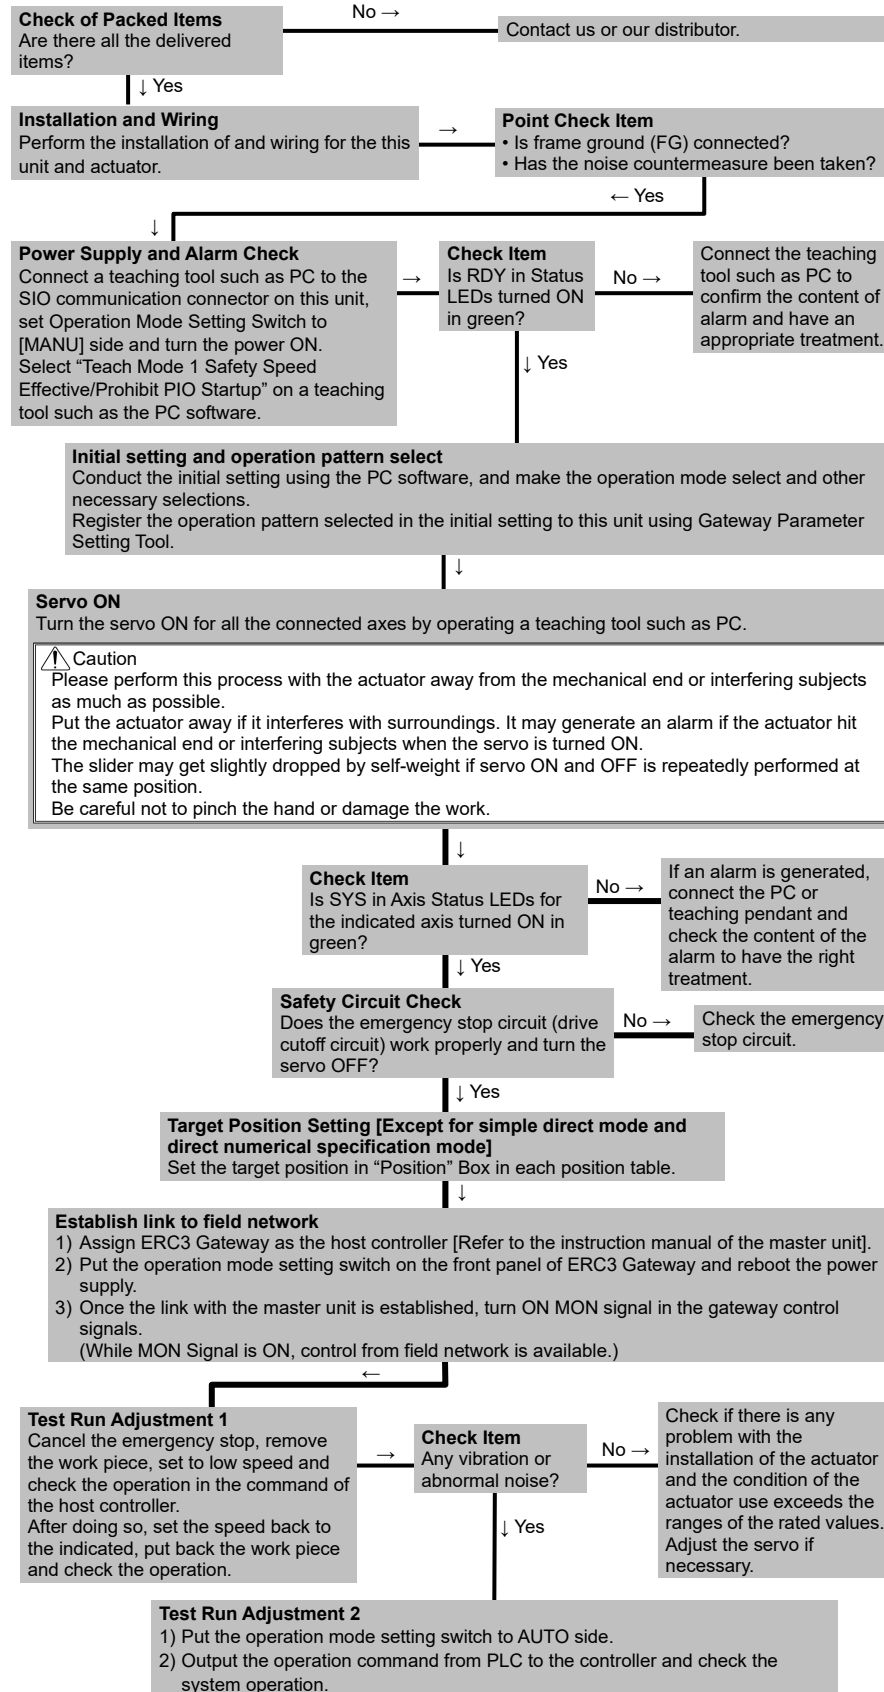 Check of Packed Items
Are there all the delivered
items?
No →
Contact us or our distributor.
↓ Yes
Installation and Wiring
Perform the installation of and wiring for the this
unit and actuator.
→
Point Check Item
• Is frame ground (FG) connected?
• Has the noise countermeasure been taken?
← Yes
↓
Power Supply and Alarm Check
Connect a teaching tool such as PC to the
SIO communication connector on this unit,
set Operation Mode Setting Switch to
[MANU] side and turn the power ON.
Select “Teach Mode 1 Safety Speed
Effective/Prohibit PIO Startup” on a teaching
tool such as the PC software.
→
Check Item
Is RDY in Status
LEDs turned ON
in green?
No →
Connect the teaching
tool such as PC to
confirm the content of
alarm and have an
appropriate treatment.
↓ Yes
Initial setting and operation pattern select
Conduct the initial setting using the PC software, and make the operation mode select and other
necessary selections.
Register the operation pattern selected in the initial setting to this unit using Gateway Parameter
Setting Tool.
↓
Servo ON
Turn the servo ON for all the connected axes by operating a teaching tool such as PC.
Caution
Please perform this process with the actuator away from the mechanical end or interfering subjects
as much as possible.
Put the actuator away if it interferes with surroundings. It may generate an alarm if the actuator hit
the mechanical end or interfering subjects when the servo is turned ON.
The slider may get slightly dropped by self-weight if servo ON and OFF is repeatedly performed at
the same position.
Be careful not to pinch the hand or damage the work.
↓
Check Item
Is SYS in Axis Status LEDs for
the indicated axis turned ON in
green?
No →
If an alarm is generated,
connect the PC or
teaching pendant and
check the content of the
alarm to have the right
treatment.
↓ Yes
Safety Circuit Check
Does the emergency stop circuit (drive
cutoff circuit) work properly and turn the
servo OFF?
No →
Check the emergency
stop circuit.
↓ Yes
Target Position Setting [Except for simple direct mode and
direct numerical specification mode]
Set the target position in “Position” Box in each position table.
↓
Establish link to field network
1) Assign ERC3 Gateway as the host controller [Refer to the instruction manual of the master unit].
2) Put the operation mode setting switch on the front panel of ERC3 Gateway and reboot the power
supply.
3) Once the link with the master unit is established, turn ON MON signal in the gateway control
signals.
(While MON Signal is ON, control from field network is available.)
←
Test Run Adjustment 1
Cancel the emergency stop, remove
the work piece, set to low speed and
check the operation in the command of
the host controller.
After doing so, set the speed back to
the indicated, put back the work piece
and check the operation.
→
Check Item
Any vibration or
abnormal noise?
No →
Check if there is any
problem with the
installation of the actuator
and the condition of the
actuator use exceeds the
ranges of the rated values.
Adjust the servo if
necessary.
↓ Yes
Test Run Adjustment 2
1) Put the operation mode setting switch to AUTO side.
2) Output the operation command from PLC to the controller and check the
system operation.